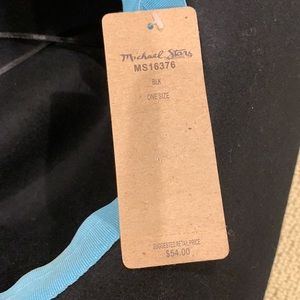 Michael Stars
MS16376
BLK
ONE SIZE
SUGGESTED RETAIL PRICE
$54.00